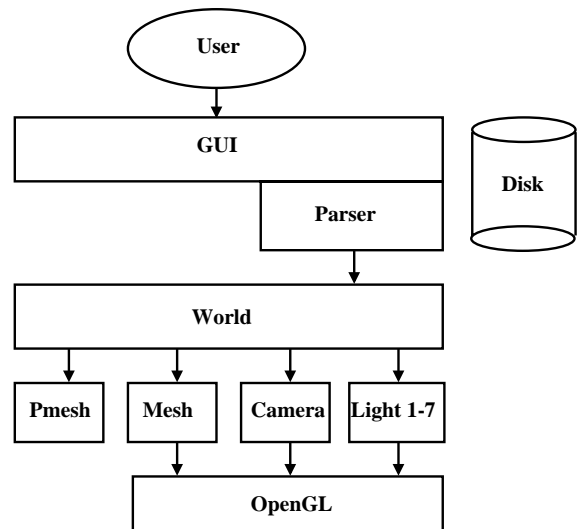 User
GUI
Disk
Parser
World
Pmesh
Mesh
Camera
Light 1-7
OpenGL